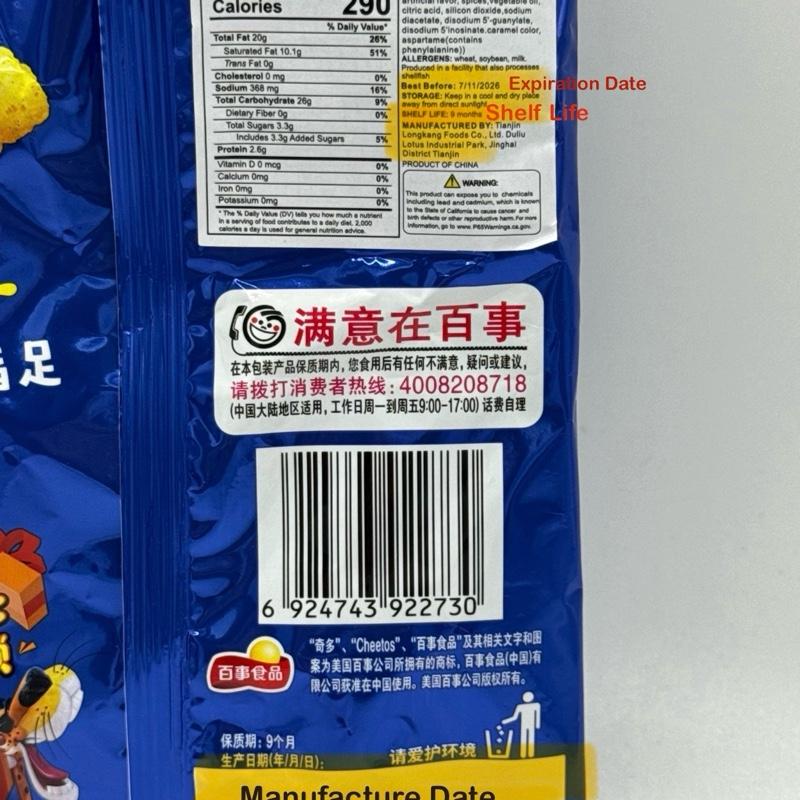 Calories 290
% Daily Value*
Total Fat 20g 26%
Saturated Fat 10.1g 51%
Trans Fat 0g
Cholesterol 0 mg 0%
Sodium 368 mg 16%
Total Carbohydrate 26g 9%
Dietary Fiber 0g 0%
Total Sugars 3.3g
Includes 3.3g Added Sugars 5%
Protein 2.6g
Vitamin D 0 mcg 0%
Calcium 0mg 0%
Iron 0mg 0%
Potassium 0mg 0%
* The % Daily Value (DV) tells you how much a nutrient
in a serving of food contributes to a daily diet. 2,000
calories a day is used for general nutrition advice.
artificial flavor, spices,vegetable oil,
citric acid, silicon dioxide,sodium
diacetate, disodium 5'-guanylate,
disodium 5'inosinate.caramel color,
aspartame(contains
phenylalanine))
ALLERGENS: wheat, soybean, milk.
Produced in a facility that also processes
shellfish
Best Before: 7/11/2026
Expiration Date
STORAGE: Keep in a cool and dry place
away from direct sunlight
SHELF LIFE: 9 months
Shelf Life
MANUFACTURED BY: Tianjin
Longkang Foods Co., Ltd. Duliu
Lotus Industrial Park, Jinghai
District Tianjin
PRODUCT OF CHINA
WARNING:
This product can expose you to chemicals
including lead and cadmium, which is known
to the State of California to cause cancer and
birth defects or other reproductive harm.For more
information, go to www.P65Warnings.ca.gov.
足
满意在百事
在本包装产品保质期内，您食用后有任何不满意，疑问或建议，
请拨打消费者热线：4008208718
(中国大陆地区适用，工作日周一到周五9:00-17:00) 话费自理
6 924743 922730
百事食品
“奇多”、“Cheetos”、“百事食品”及其相关文字和图
案为美国百事公司所拥有的商标，百事食品(中国)有
限公司获准在中国使用。美国百事公司版权所有。
保质期：9个月
生产日期(年/月/日)：
请爱护环境
Manufacture Date